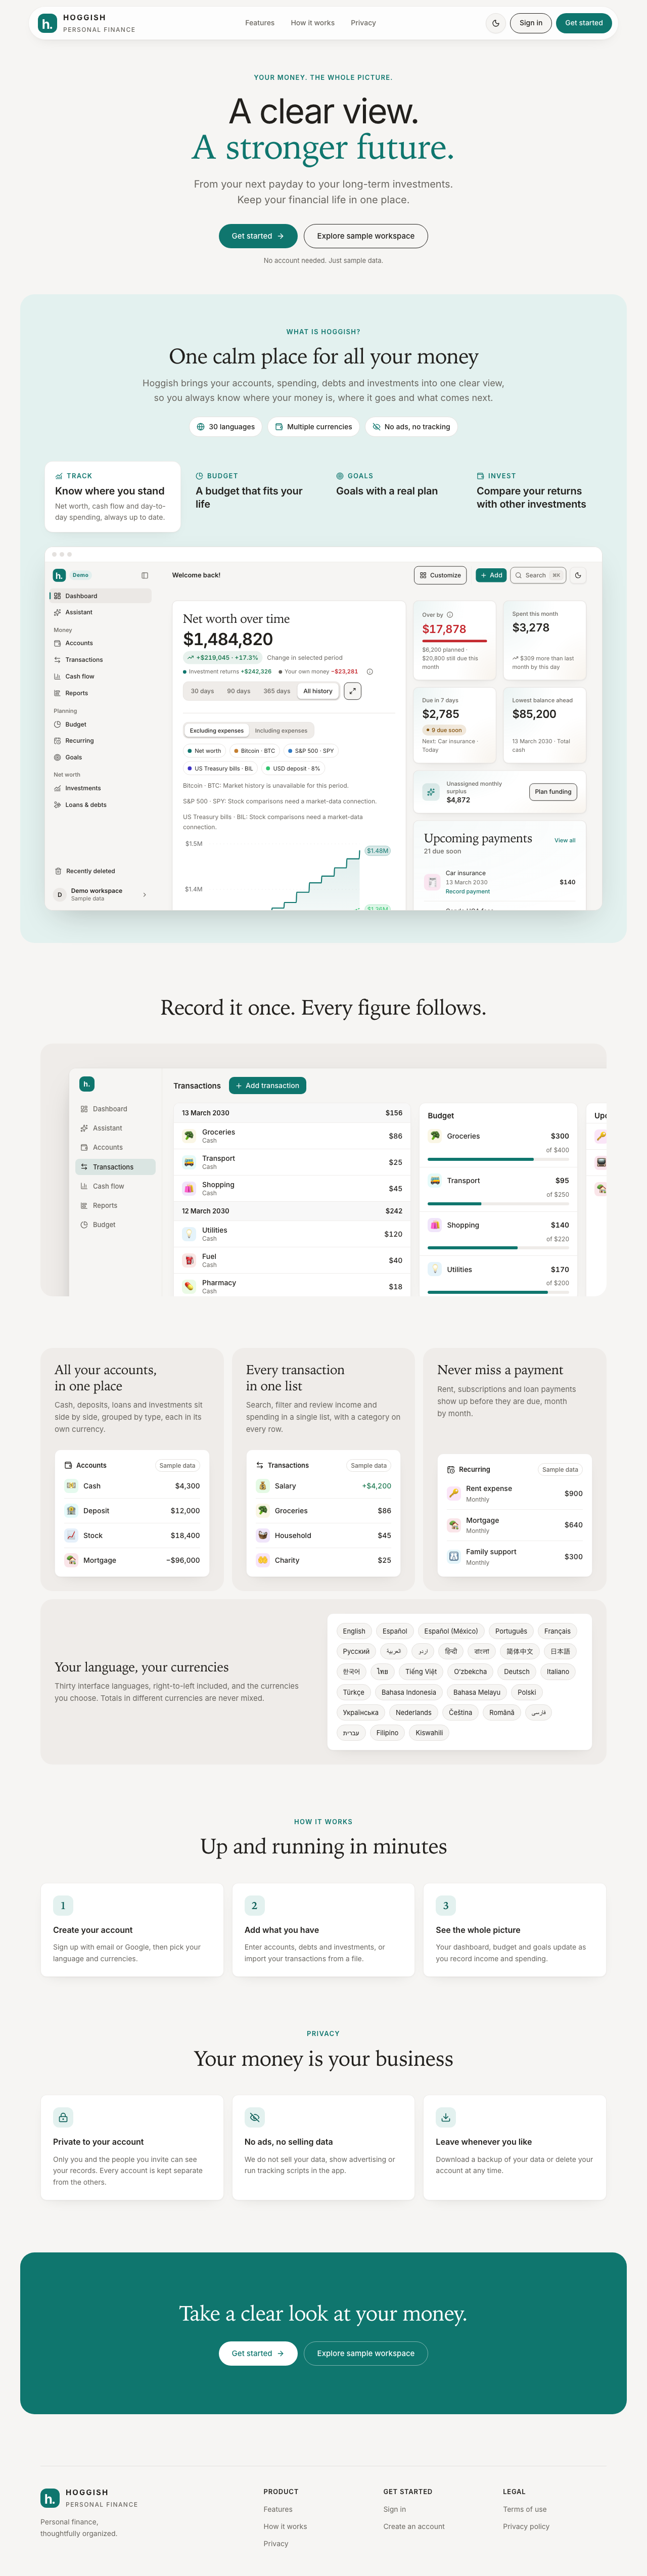 h.
HOGGISH
PERSONAL FINANCE
Features
How it works
Privacy
Sign in
Get started
YOUR MONEY. THE WHOLE PICTURE.
A clear view.
A stronger future.
From your next payday to your long-term investments.
Keep your financial life in one place.
Get started →
Explore sample workspace
No account needed. Just sample data.
WHAT IS HOGGISH?
One calm place for all your money
Hoggish brings your accounts, spending, debts and investments into one clear view,
so you always know where your money is, where it goes and what comes next.
30 languages
Multiple currencies
No ads, no tracking
TRACK
Know where you stand
Net worth, cash flow and day-to-
day spending, always up to date.
BUDGET
A budget that fits your
life
GOALS
Goals with a real plan
INVEST
Compare your returns
with other investments
h.
Demo
Dashboard
Assistant
Money
Accounts
Transactions
Cash flow
Reports
Planning
Budget
Recurring
Goals
Net worth
Investments
Loans & debts
Recently deleted
D
Demo workspace
Sample data
Welcome back!
Customize
+ Add
Search ⌘K
Net worth over time
$1,484,820
+$219,045 · +17.3%
Change in selected period
Investment returns +$242,326
Your own money −$23,281
30 days
90 days
365 days
All history
Excluding expenses
Including expenses
Net worth
Bitcoin · BTC
S&P 500 · SPY
US Treasury bills · BIL
USD deposit · 8%
Bitcoin · BTC: Market history is unavailable for this period.
S&P 500 · SPY: Stock comparisons need a market-data connection.
US Treasury bills · BIL: Stock comparisons need a market-data
connection.
$1.5M
$1.48M
$1.4M
Over by
$17,878
$6,200 planned ·
$20,800 still due this
month
Spent this month
$3,278
$309 more than last
month by this day
Due in 7 days
$2,785
9 due soon
Next: Car insurance ·
Today
Lowest balance ahead
$85,200
13 March 2030 · Total
cash
Unassigned monthly
surplus
$4,872
Plan funding
Upcoming payments
View all
21 due soon
Car insurance
13 March 2030
Record payment
$140
Record it once. Every figure follows.
h.
Dashboard
Assistant
Accounts
Transactions
Cash flow
Reports
Budget
Transactions
+ Add transaction
13 March 2030
$156
Groceries
Cash
$86
Transport
Cash
$25
Shopping
Cash
$45
12 March 2030
$242
Utilities
Cash
$120
Fuel
Cash
$40
Pharmacy
Cash
$18
Budget
Groceries
$300
of $400
Transport
$95
of $250
Shopping
$140
of $220
Utilities
$170
of $200
Upc
All your accounts,
in one place
Cash, deposits, loans and investments sit
side by side, grouped by type, each in its
own currency.
Accounts
Sample data
Cash
$4,300
Deposit
$12,000
Stock
$18,400
Mortgage
−$96,000
Every transaction
in one list
Search, filter and review income and
spending in a single list, with a category on
every row.
Transactions
Sample data
Salary
+$4,200
Groceries
$86
Household
$45
Charity
$25
Never miss a payment
Rent, subscriptions and loan payments
show up before they are due, month
by month.
Recurring
Sample data
Rent expense
Monthly
$900
Mortgage
Monthly
$640
Family support
Monthly
$300
Your language, your currencies
Thirty interface languages, right-to-left included, and the currencies
you choose. Totals in different currencies are never mixed.
English
Español
Español (México)
Português
Français
Русский
العربية
اردو
हिन्दी
বাংলা
简体中文
日本語
한국어
ไทย
Tiếng Việt
O'zbekcha
Deutsch
Italiano
Türkçe
Bahasa Indonesia
Bahasa Melayu
Polski
Українська
Nederlands
Čeština
Română
فارسی
עברית
Filipino
Kiswahili
HOW IT WORKS
Up and running in minutes
1
Create your account
Sign up with email or Google, then pick your
language and currencies.
2
Add what you have
Enter accounts, debts and investments, or
import your transactions from a file.
3
See the whole picture
Your dashboard, budget and goals update as
you record income and spending.
PRIVACY
Your money is your business
Private to your account
Only you and the people you invite can see
your records. Every account is kept separate
from the others.
No ads, no selling data
We do not sell your data, show advertising or
run tracking scripts in the app.
Leave whenever you like
Download a backup of your data or delete your
account at any time.
Take a clear look at your money.
Get started →
Explore sample workspace
h.
HOGGISH
PERSONAL FINANCE
Personal finance,
thoughtfully organized.
PRODUCT
Features
How it works
Privacy
GET STARTED
Sign in
Create an account
LEGAL
Terms of use
Privacy policy